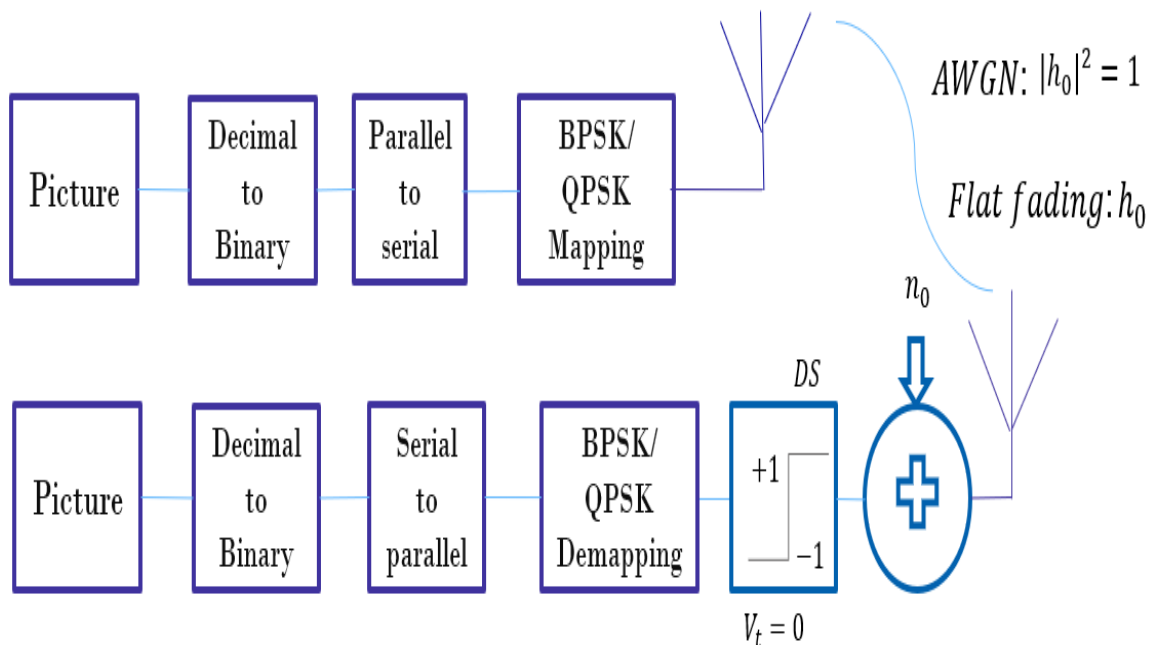 Picture
Decimal
to
Binary
Parallel
to
serial
BPSK/
QPSK
Mapping
AWGN: |h₀|² = 1
Flat fading: h₀
n₀
Picture
Decimal
to
Binary
Serial
to
parallel
BPSK/
QPSK
Demapping
DS
+1
−1
Vₜ = 0